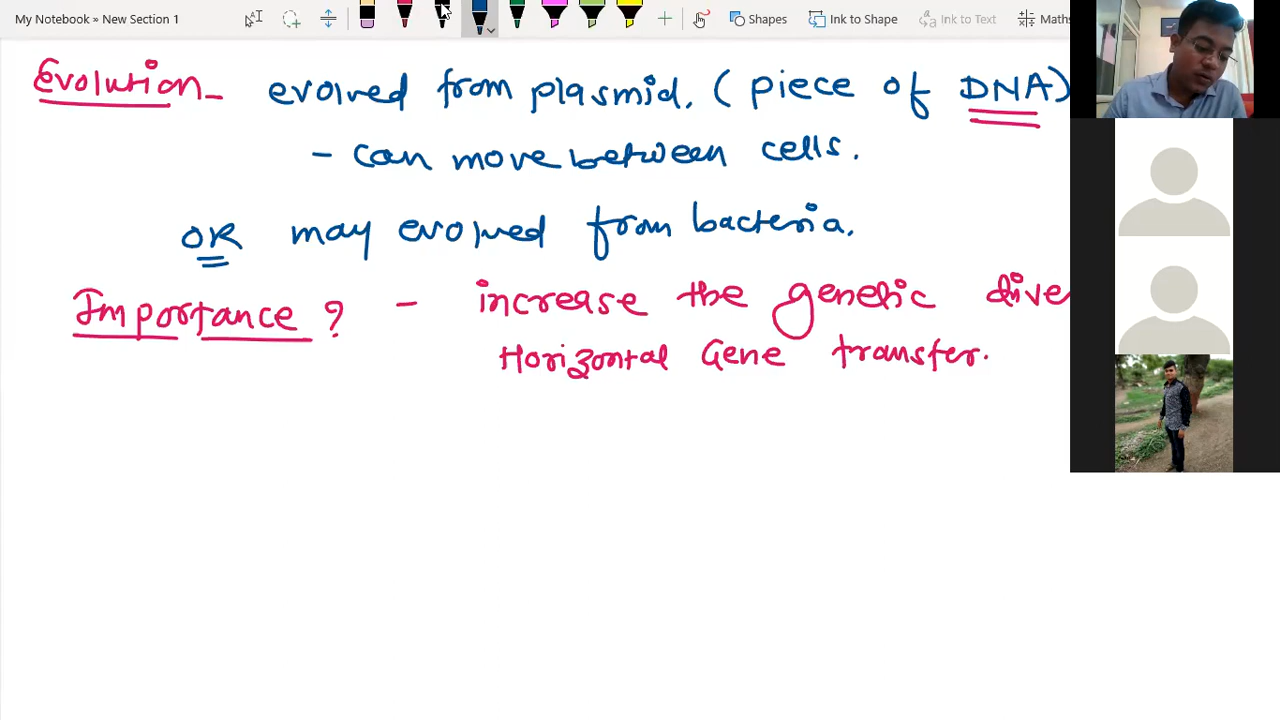 My Notebook » New Section 1
Shapes
Ink to Shape
Ink to Text
Maths
Evolution - evolved from plasmid. (piece of DNA)
- can move between cells.
OR may evolved from bacteria.
Importance ? - increase the genetic dive
Horizontal Gene transfer.